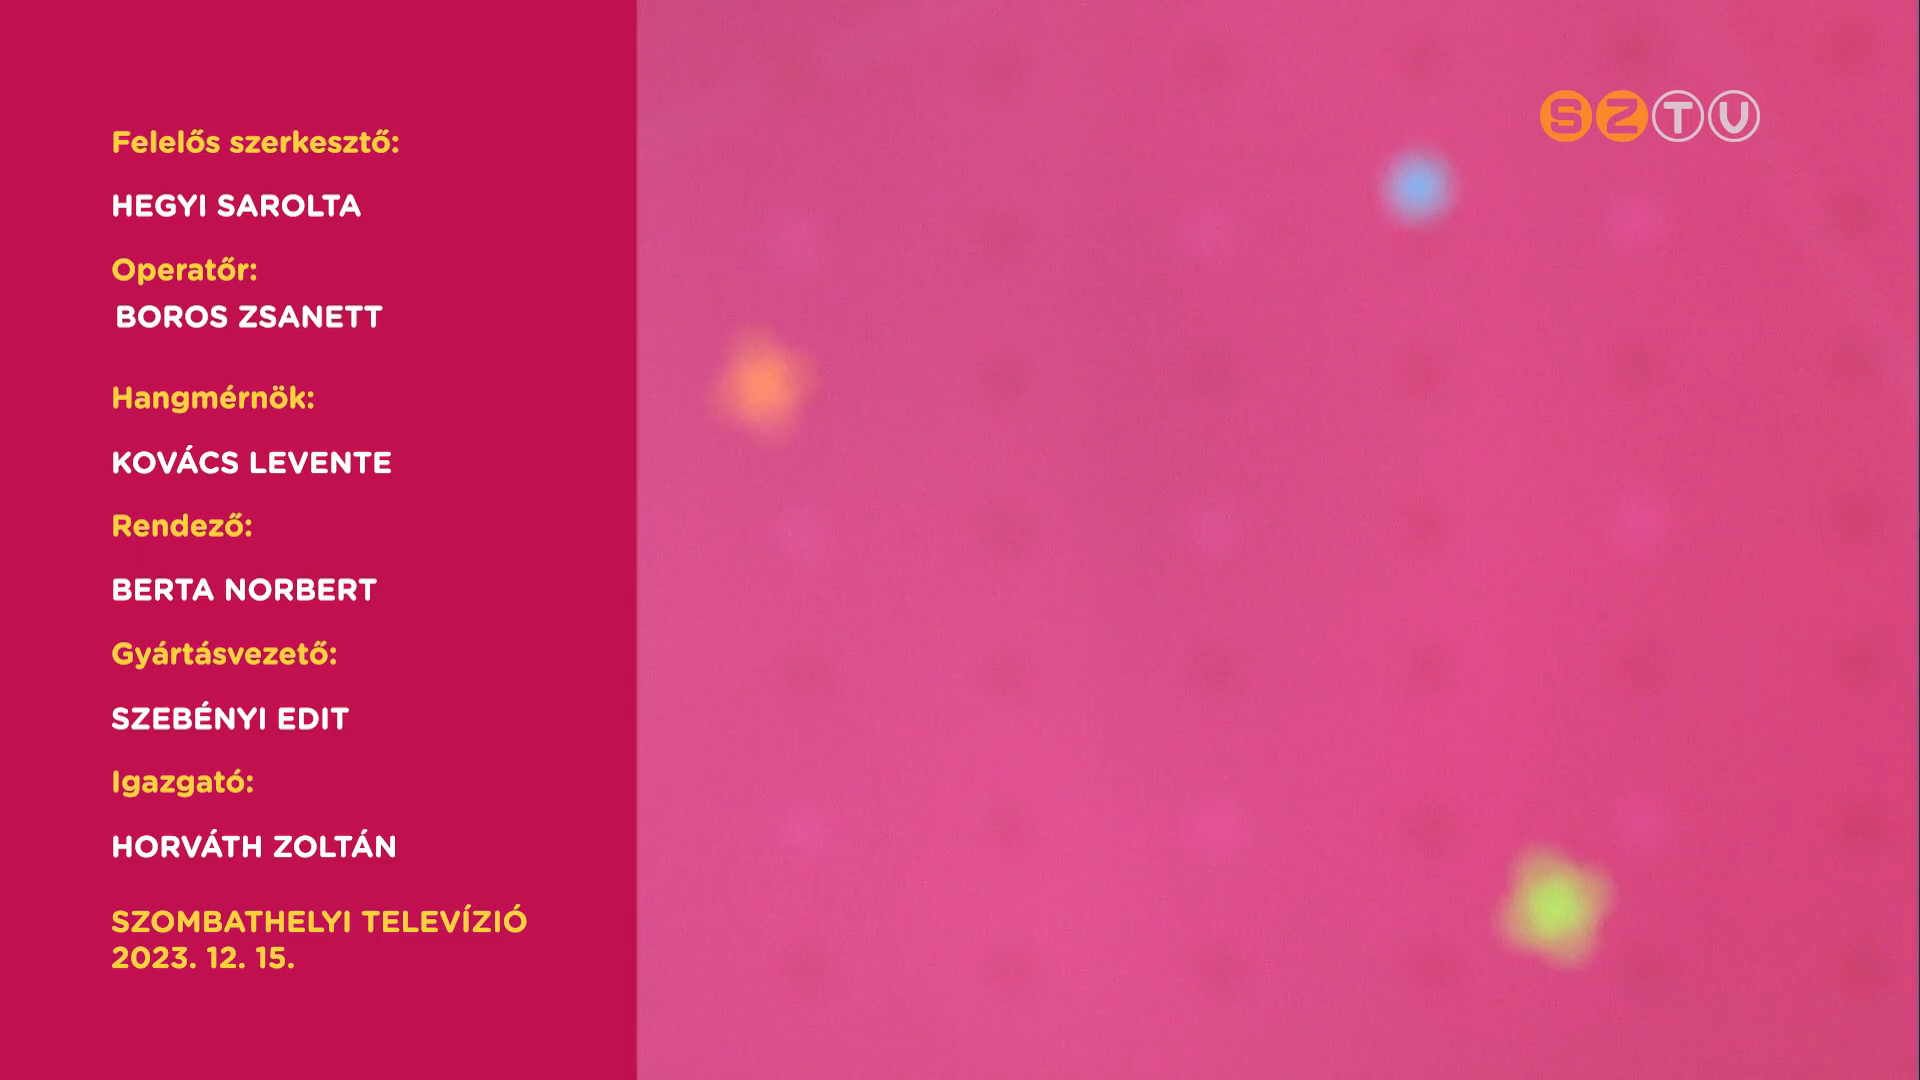 Felelős szerkesztő:
HEGYI SAROLTA
Operatőr:
BOROS ZSANETT
Hangmérnök:
KOVÁCS LEVENTE
Rendező:
BERTA NORBERT
Gyártásvezető:
SZEBÉNYI EDIT
Igazgató:
HORVÁTH ZOLTÁN
SZOMBATHELYI TELEVÍZIÓ
2023. 12. 15.
SZTV